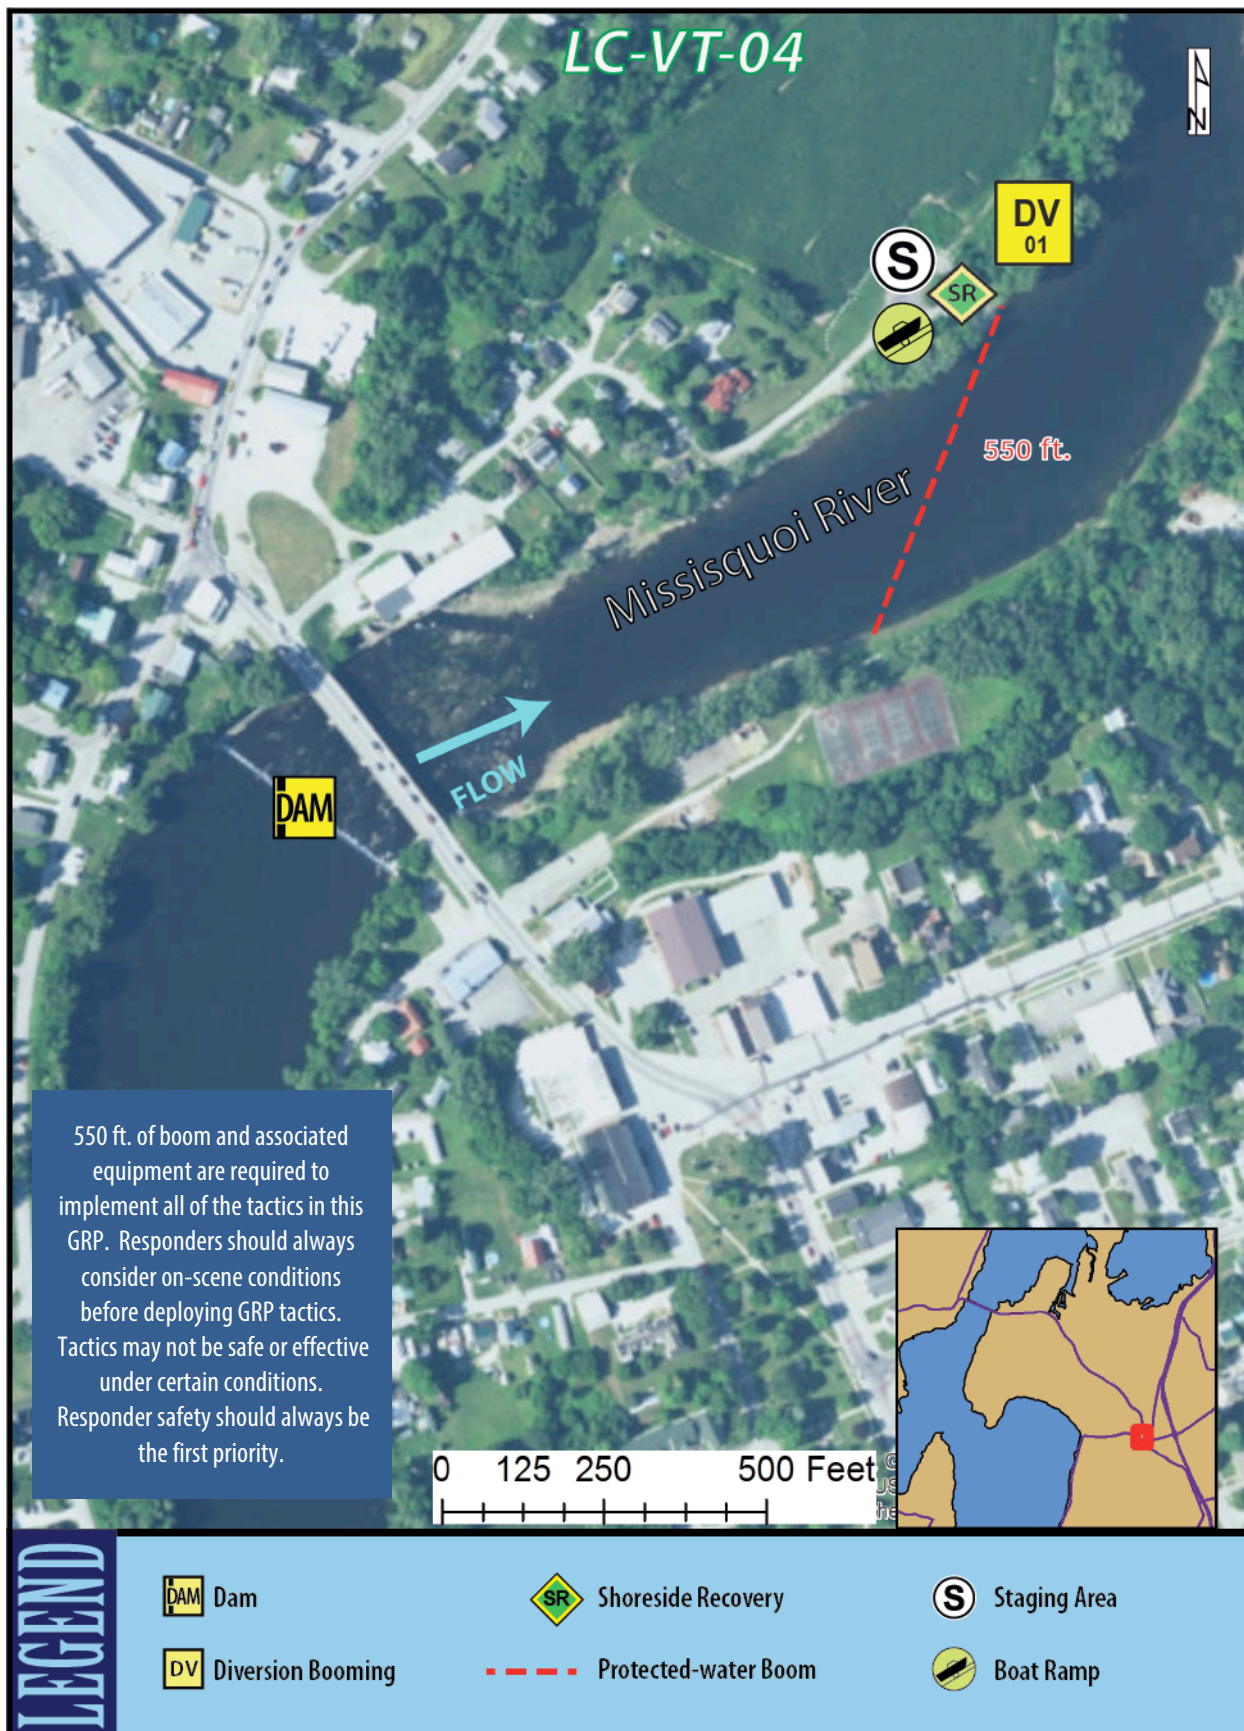 LC-VT-04
N
DV
01
S
SR
550 ft.
Missisquoi River
FLOW
DAM
550 ft. of boom and associated
equipment are required to
implement all of the tactics in this
GRP. Responders should always
consider on-scene conditions
before deploying GRP tactics.
Tactics may not be safe or effective
under certain conditions.
Responder safety should always be
the first priority.
0 125 250 500 Feet
LEGEND
DAM Dam
SR Shoreside Recovery
S Staging Area
DV Diversion Booming
Protected-water Boom
Boat Ramp